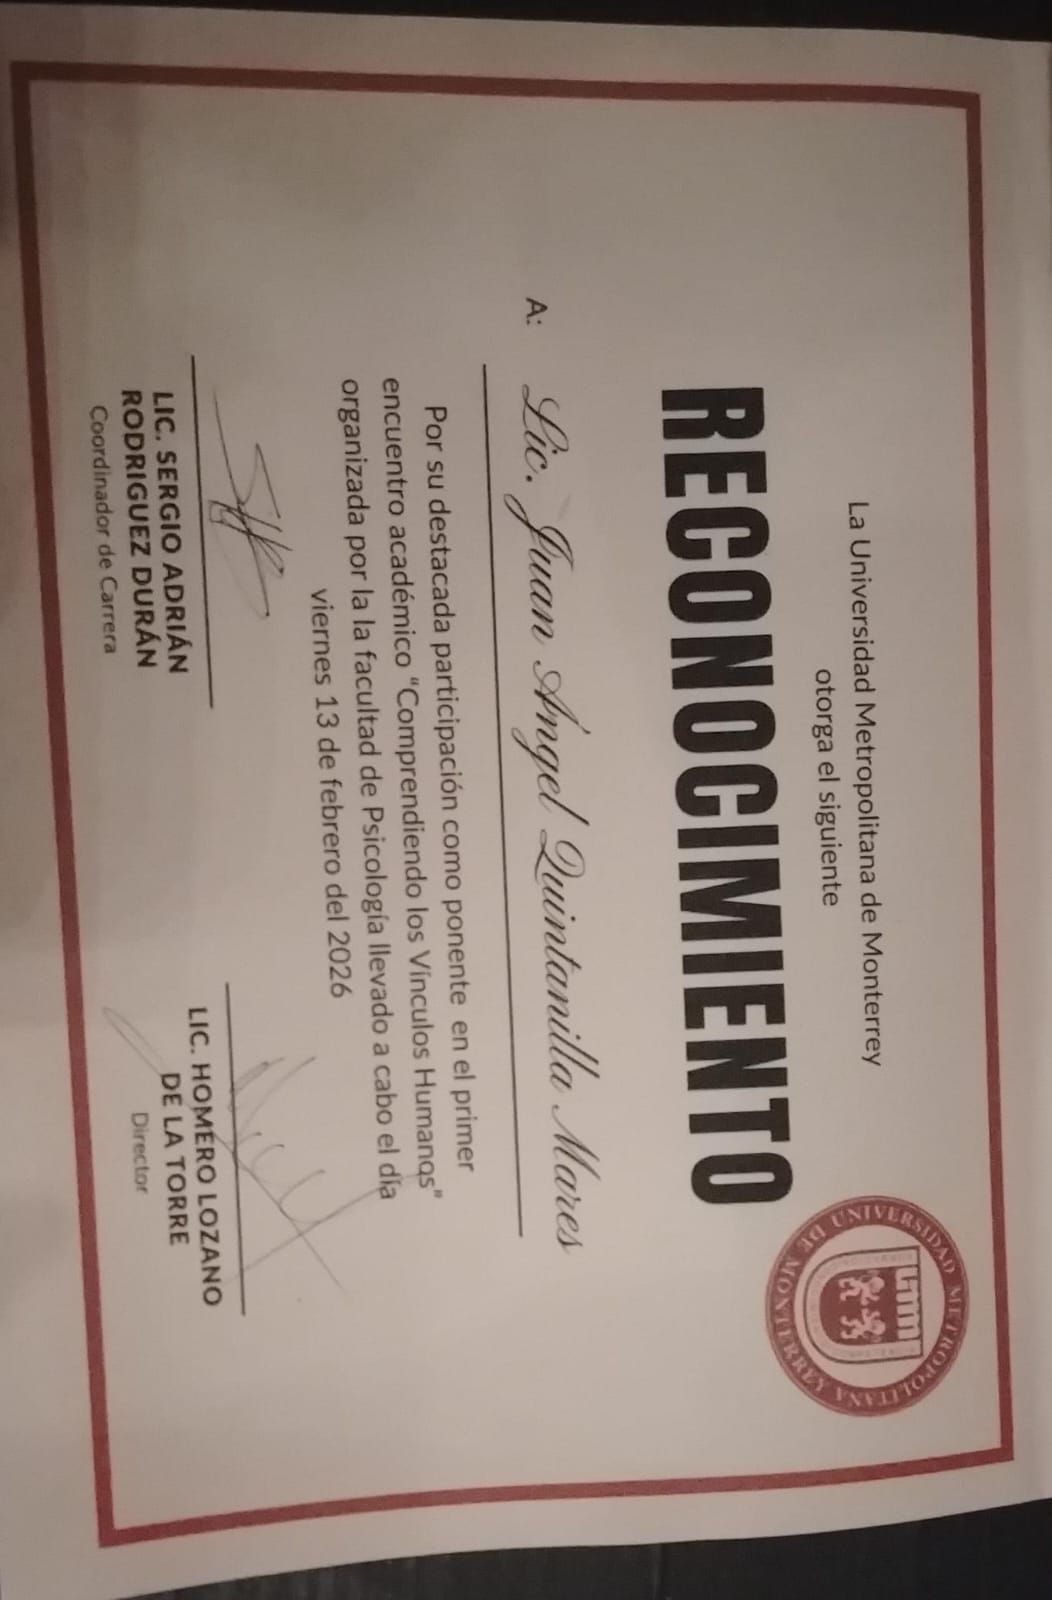 La Universidad Metropolitana de Monterrey
otorga el siguiente
RECONOCIMIENTO
UNIVERSIDAD METROPOLITANA DE MONTERREY
umm
A: Lic. Juan Ángel Quintanilla Mares
Por su destacada participación como ponente en el primer
encuentro académico “Comprendiendo los Vínculos Humanos”
organizada por la la facultad de Psicología llevado a cabo el día
viernes 13 de febrero del 2026
LIC. SERGIO ADRIÁN
RODRIGUEZ DURÁN
Coordinador de Carrera
LIC. HOMERO LOZANO
DE LA TORRE
Director